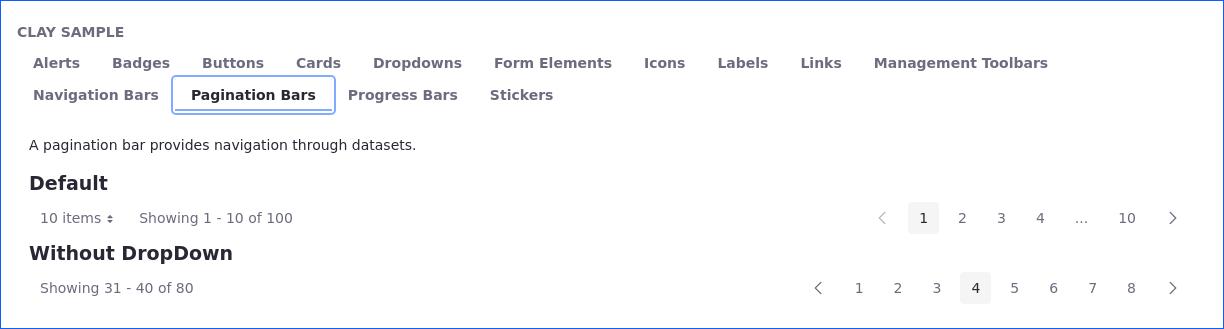 CLAY SAMPLE
Alerts Badges Buttons Cards Dropdowns Form Elements Icons Labels Links Management Toolbars
Navigation Bars Pagination Bars Progress Bars Stickers
A pagination bar provides navigation through datasets.
Default
10 items Showing 1 - 10 of 100 1 2 3 4 ... 10
Without DropDown
Showing 31 - 40 of 80 1 2 3 4 5 6 7 8